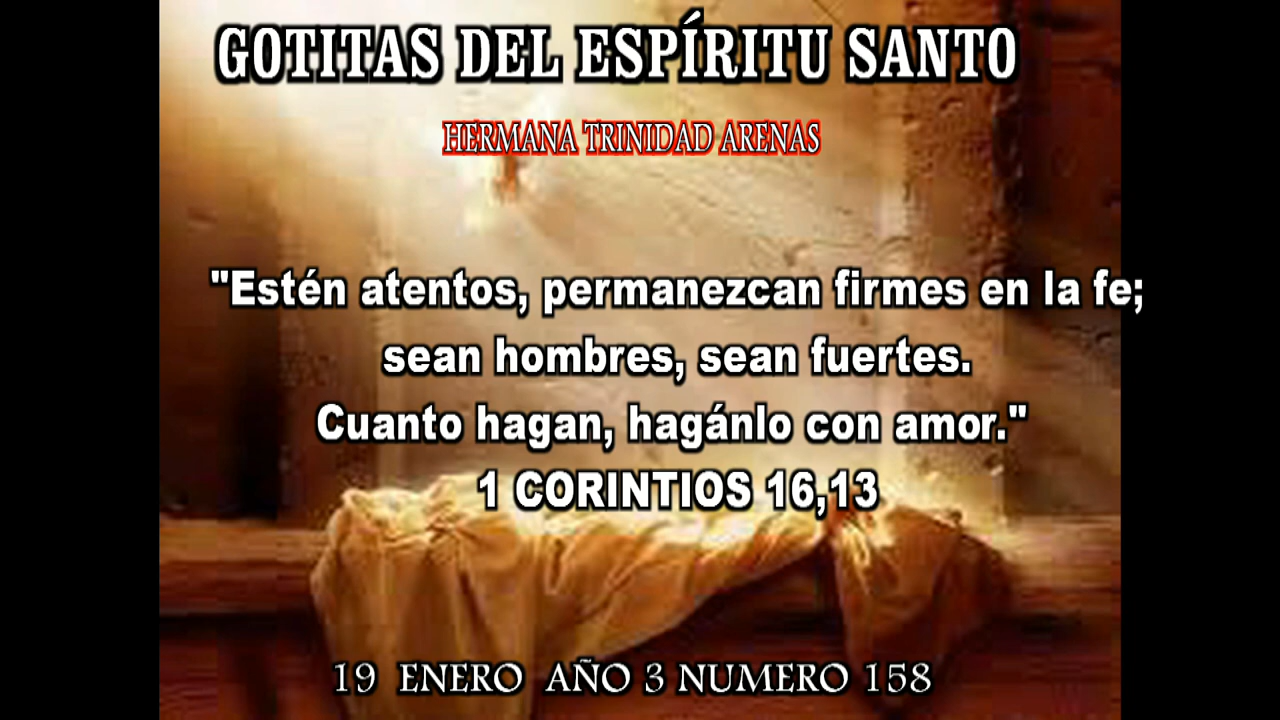 GOTITAS DEL ESPÍRITU SANTO
HERMANA TRINIDAD ARENAS
"Estén atentos, permanezcan firmes en la fe;
sean hombres, sean fuertes.
Cuanto hagan, hagánlo con amor."
1 CORINTIOS 16,13
19 ENERO AÑO 3 NUMERO 158